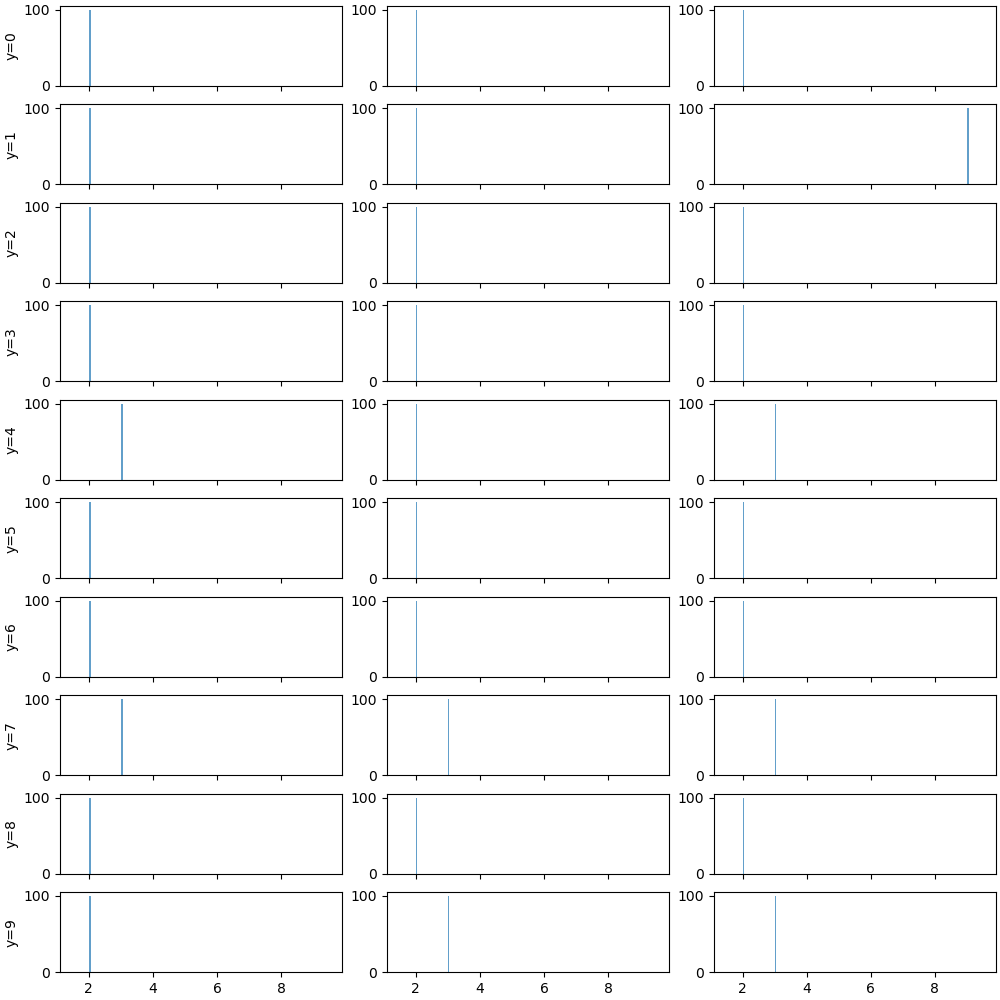 y=0 100 0 100 0 100 0
y=1 100 0 100 0 100 0
y=2 100 0 100 0 100 0
y=3 100 0 100 0 100 0
y=4 100 0 100 0 100 0
y=5 100 0 100 0 100 0
y=6 100 0 100 0 100 0
y=7 100 0 100 0 100 0
y=8 100 0 100 0 100 0
y=9 100 0 100 0 100 0
2 4 6 8 2 4 6 8 2 4 6 8